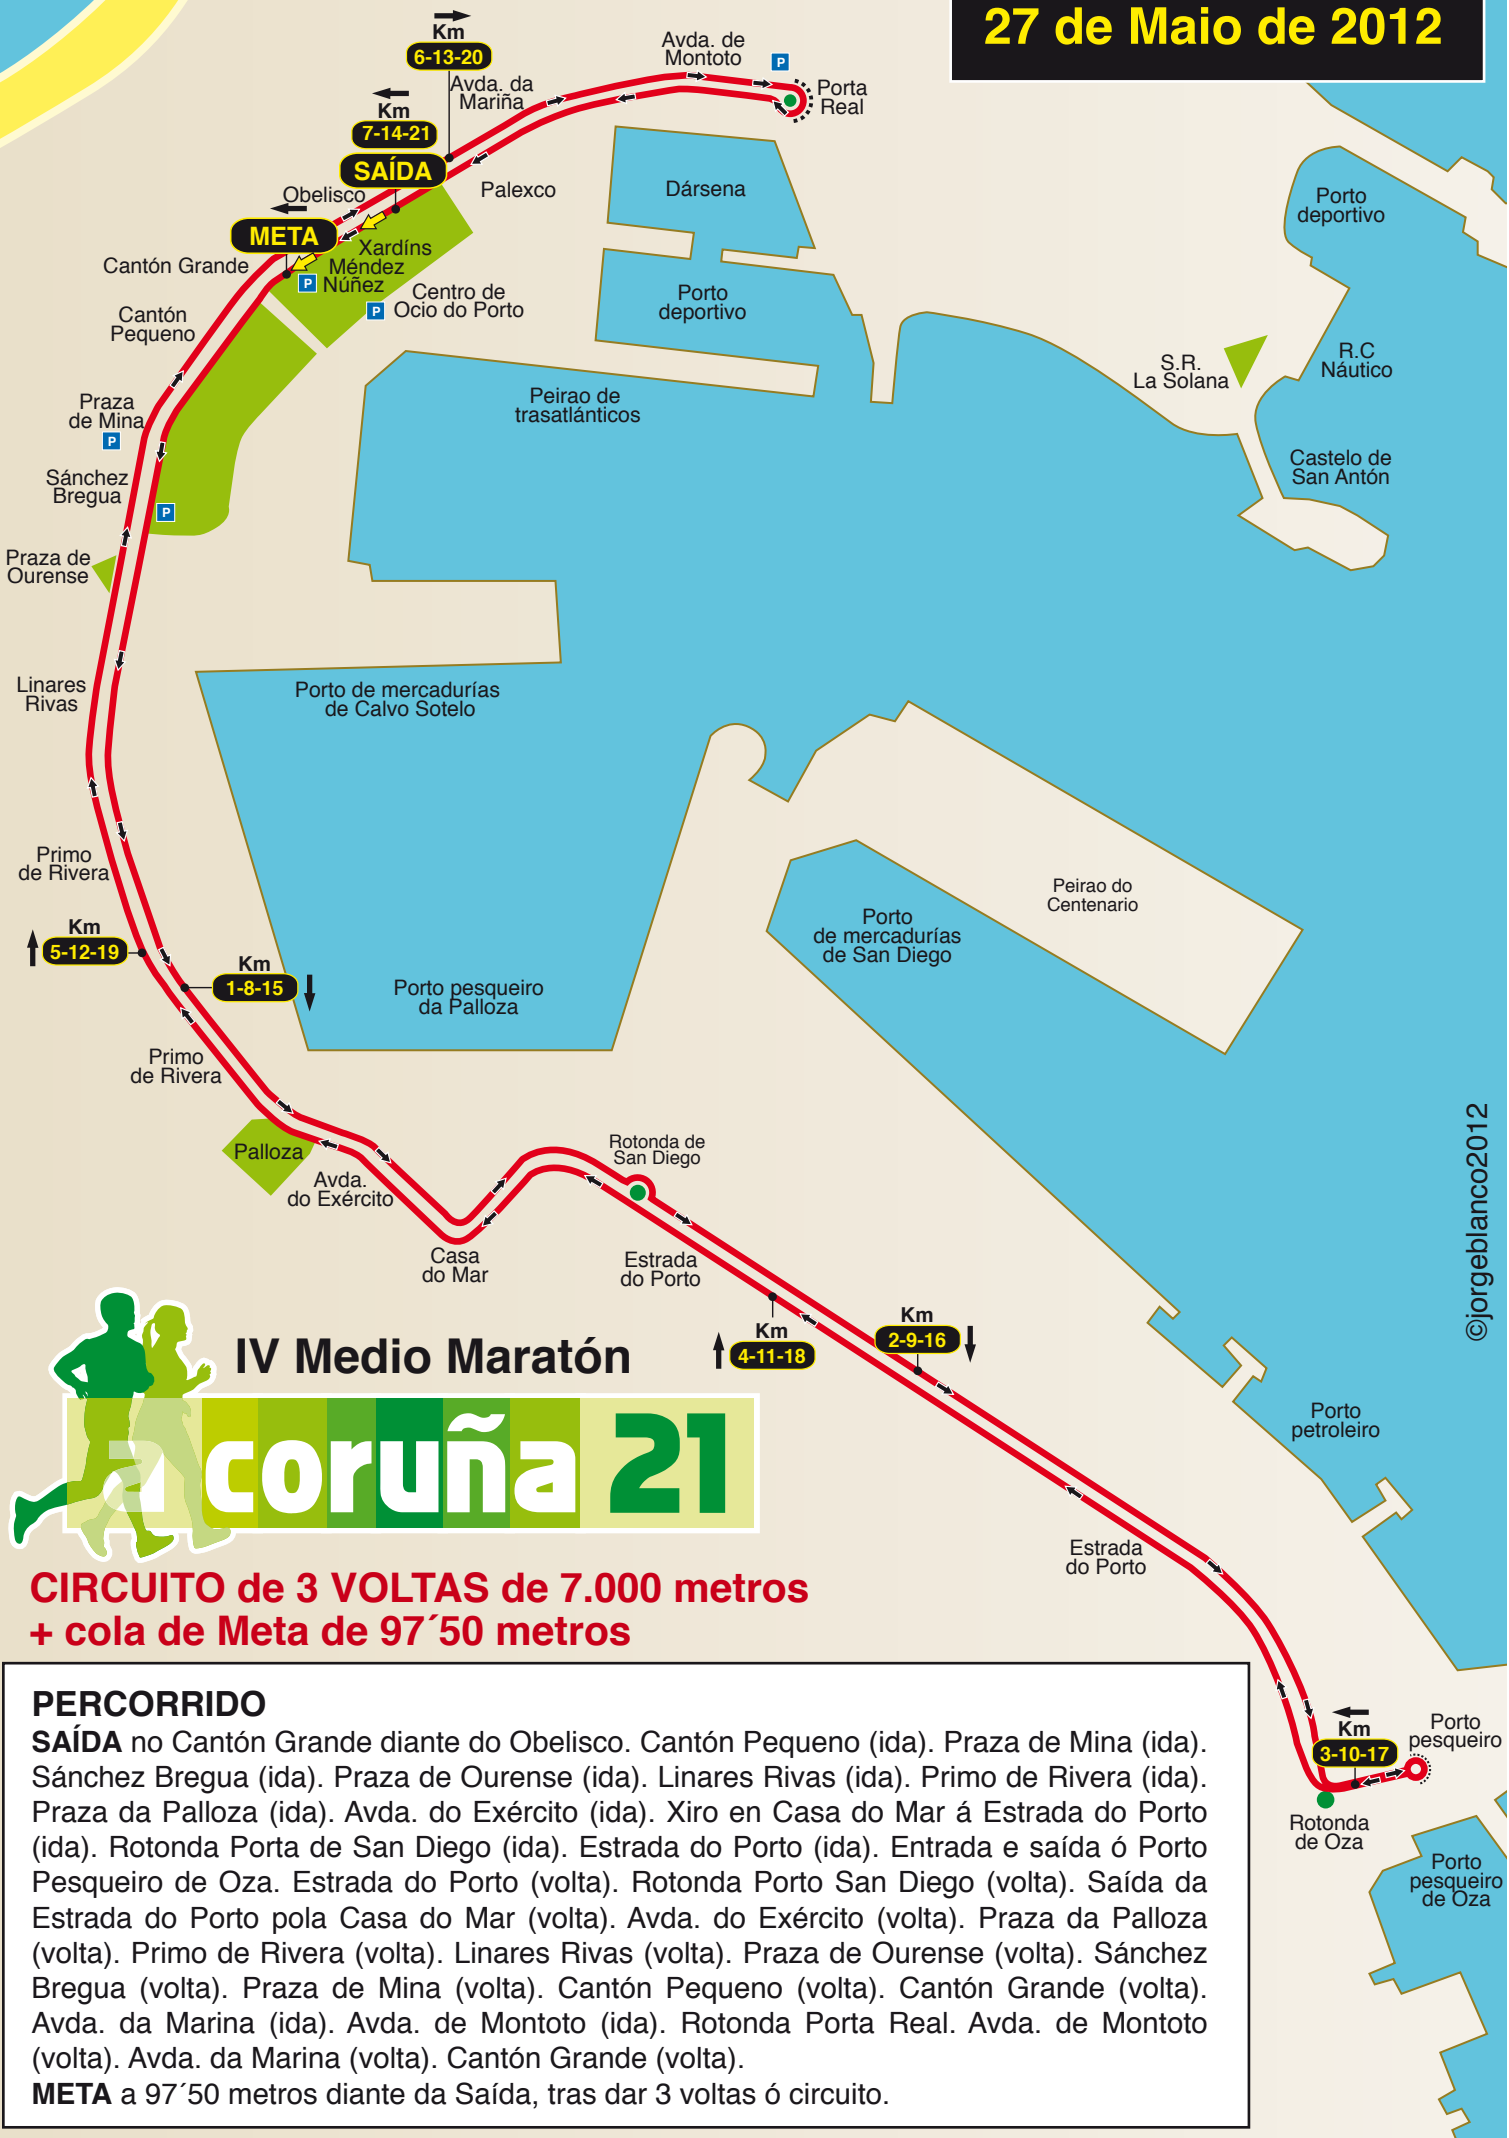 27 de Maio de 2012
Km
6-13-20
Avda. da
Mariña
Avda. de
Montoto
P
Porta
Real
Km
7-14-21
SAÍDA
Obelisco
Palexco
META
Xardíns
Méndez
Núñez
P
Cantón Grande
Centro de
Ocio do Porto
P
Cantón
Pequeno
Dársena
Porto
deportivo
Porto
deportivo
S.R.
La Solana
R.C
Náutico
Castelo de
San Antón
Peirao de
trasatlánticos
Praza
de Mina
P
Sánchez
Bregua
P
Praza de
Ourense
Linares
Rivas
Porto de mercadurías
de Calvo Sotelo
Primo
de Rivera
Km
5-12-19
Km
1-8-15
Porto pesqueiro
da Palloza
Porto
de mercadurías
de San Diego
Peirao do
Centenario
Primo
de Rivera
Palloza
Avda.
do Exército
Casa
do Mar
Rotonda de
San Diego
Estrada
do Porto
Km
4-11-18
Km
2-9-16
©jorgeblanco2012
Porto
petroleiro
Estrada
do Porto
IV Medio Maratón
a coruña 21
CIRCUITO de 3 VOLTAS de 7.000 metros
+ cola de Meta de 97´50 metros
Km
3-10-17
Porto
pesqueiro
Rotonda
de Oza
Porto
pesqueiro
de Oza
PERCORRIDO
SAÍDA no Cantón Grande diante do Obelisco. Cantón Pequeno (ida). Praza de Mina (ida).
Sánchez Bregua (ida). Praza de Ourense (ida). Linares Rivas (ida). Primo de Rivera (ida).
Praza da Palloza (ida). Avda. do Exército (ida). Xiro en Casa do Mar á Estrada do Porto
(ida). Rotonda Porta de San Diego (ida). Estrada do Porto (ida). Entrada e saída ó Porto
Pesqueiro de Oza. Estrada do Porto (volta). Rotonda Porto San Diego (volta). Saída da
Estrada do Porto pola Casa do Mar (volta). Avda. do Exército (volta). Praza da Palloza
(volta). Primo de Rivera (volta). Linares Rivas (volta). Praza de Ourense (volta). Sánchez
Bregua (volta). Praza de Mina (volta). Cantón Pequeno (volta). Cantón Grande (volta).
Avda. da Marina (ida). Avda. de Montoto (ida). Rotonda Porta Real. Avda. de Montoto
(volta). Avda. da Marina (volta). Cantón Grande (volta).
META a 97´50 metros diante da Saída, tras dar 3 voltas ó circuito.